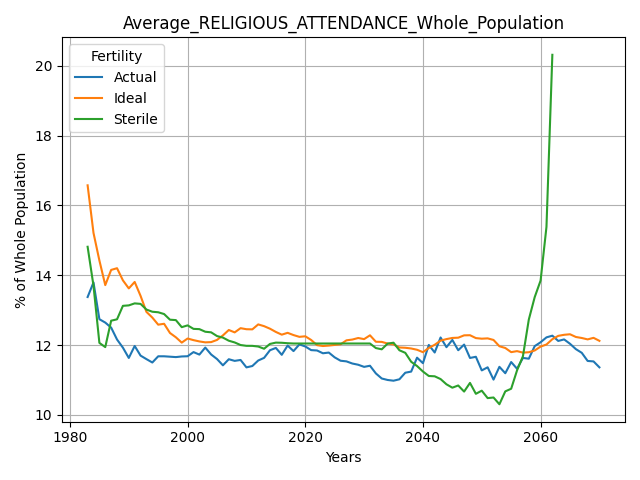 Average_RELIGIOUS_ATTENDANCE_Whole_Population
Fertility
Actual
Ideal
Sterile
% of Whole Population
20
18
16
14
12
10
1980
2000
2020
2040
2060
Years